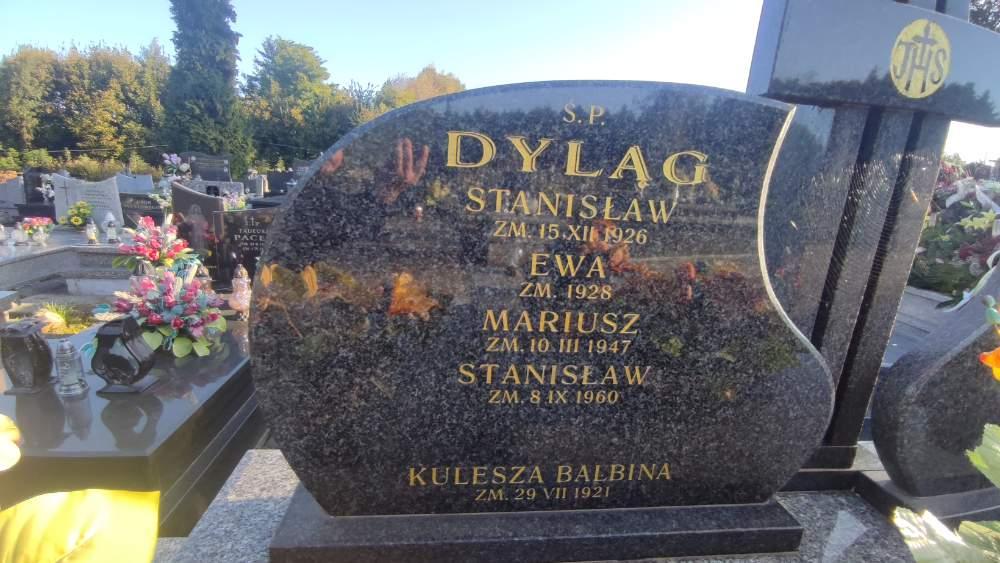 Ś.P.
DYLĄG
STANISŁAW
ZM. 15.XII 1926
EWA
ZM. 1928
MARIUSZ
ZM. 10 III 1947
STANISŁAW
ZM. 8 IX 1960
KULESZA BALBINA
ZM. 29 VII 1921
JHS